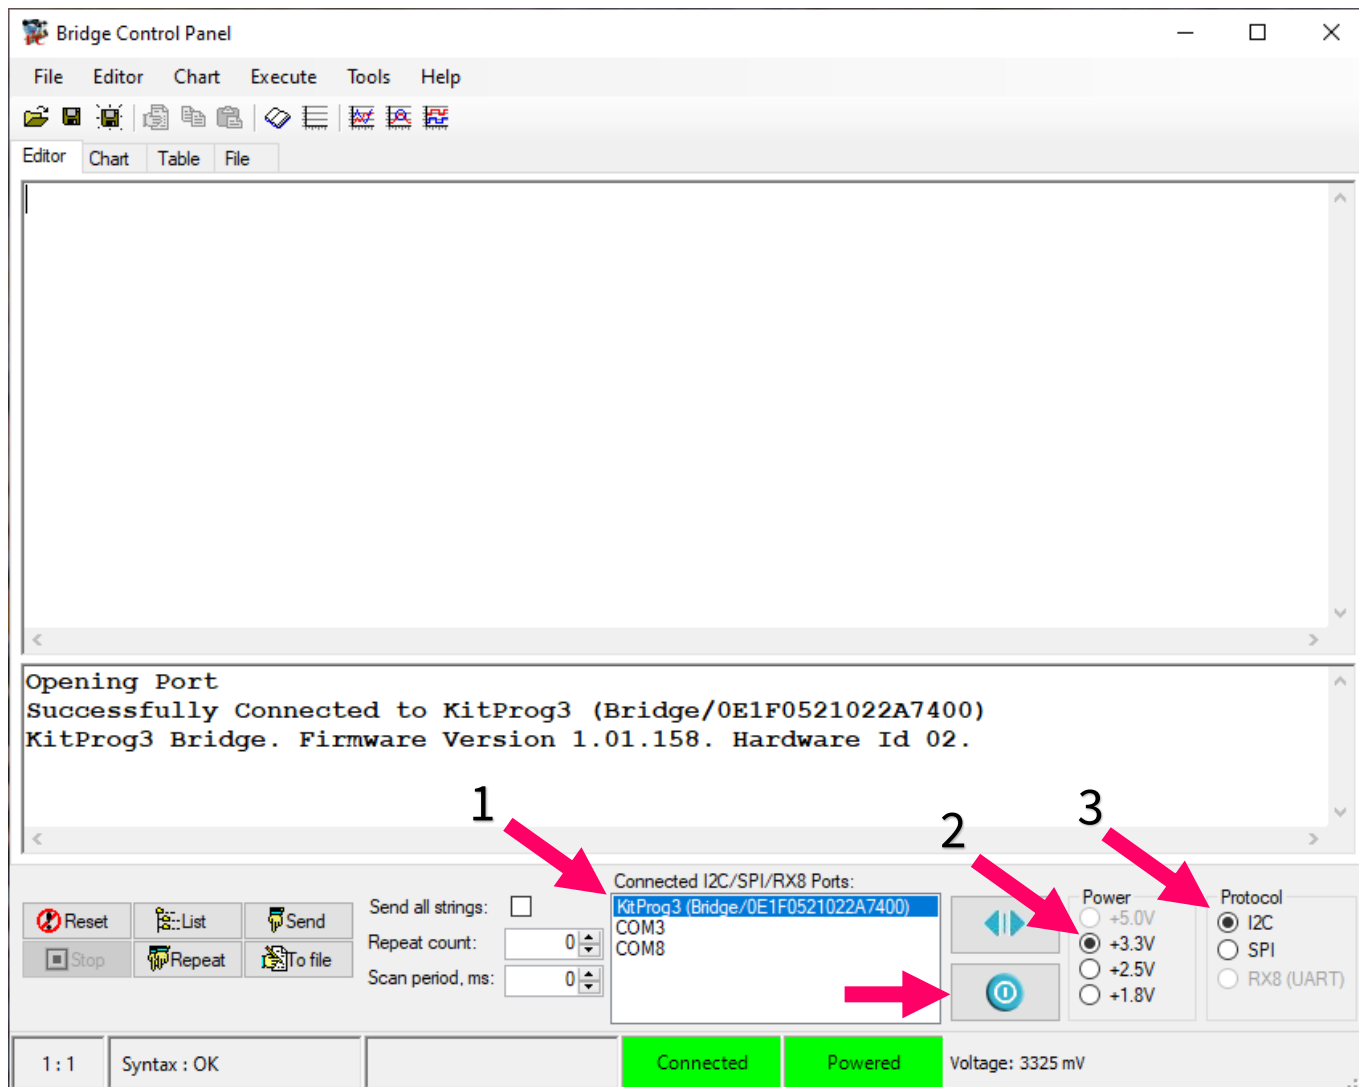 Bridge Control Panel
File Editor Chart Execute Tools Help
Editor Chart Table File
Opening Port
Successfully Connected to KitProg3 (Bridge/0E1F0521022A7400)
KitProg3 Bridge. Firmware Version 1.01.158. Hardware Id 02.
1
2
3
Reset List Send
Stop Repeat To file
Send all strings:
Repeat count: 0
Scan period, ms: 0
Connected I2C/SPI/RX8 Ports:
KitProg3 (Bridge/0E1F0521022A7400)
COM3
COM8
Power
+5.0V
+3.3V
+2.5V
+1.8V
Protocol
I2C
SPI
RX8 (UART)
1 : 1 Syntax : OK Connected Powered Voltage: 3325 mV